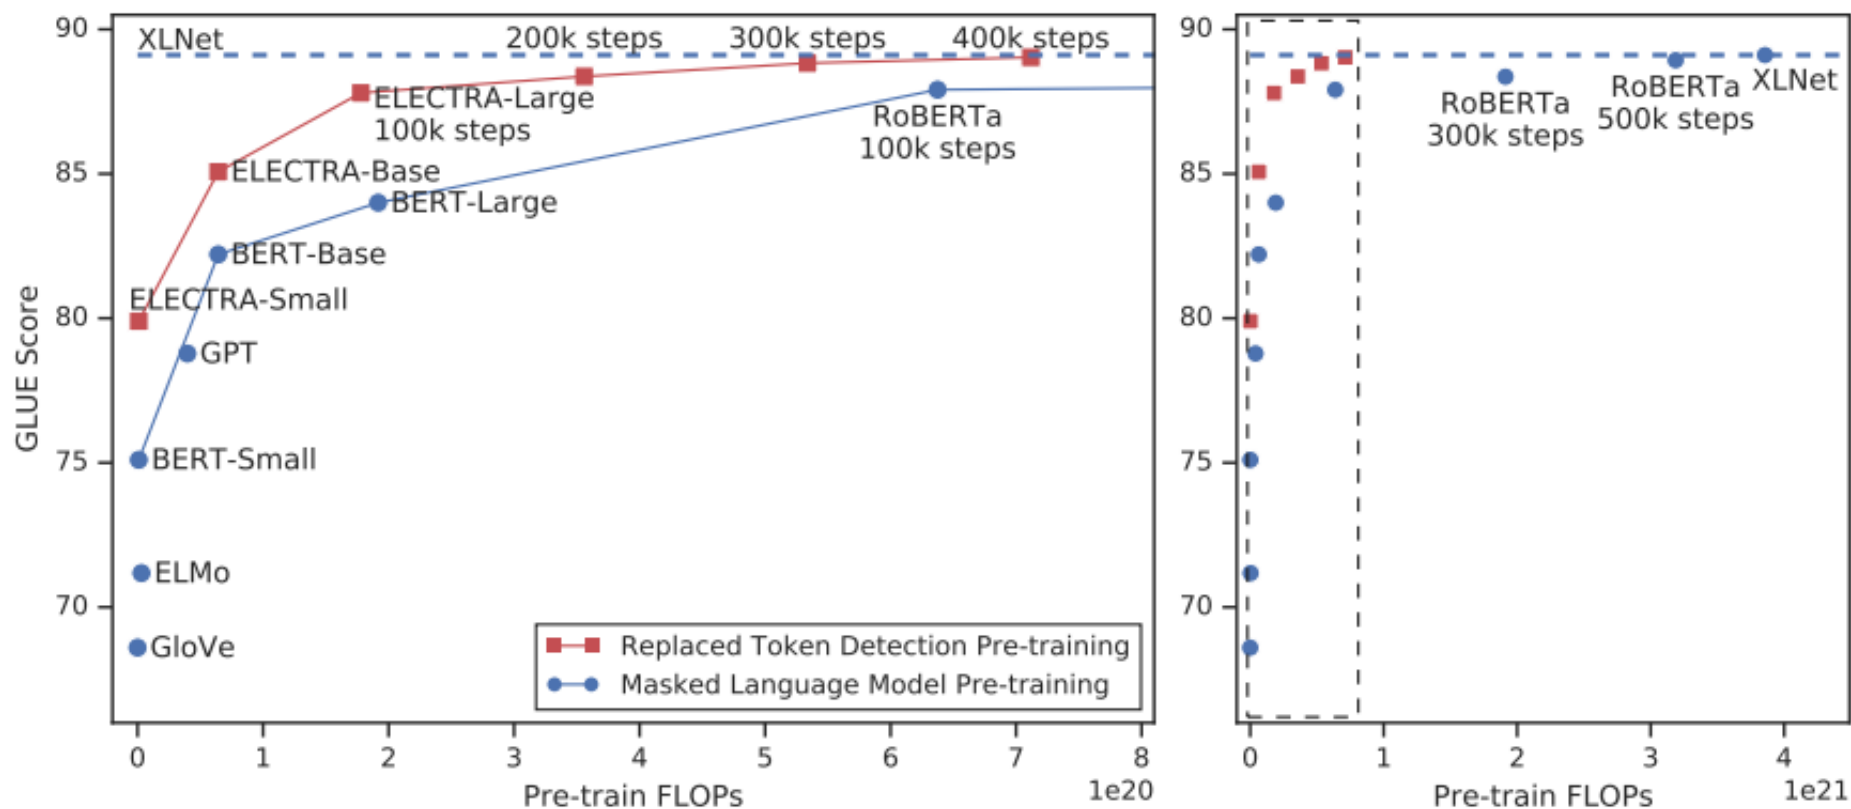 90
85
80
75
70
GLUE Score
XLNet
200k steps
300k steps
400k steps
ELECTRA-Large
100k steps
RoBERTa
100k steps
ELECTRA-Base
BERT-Large
BERT-Base
ELECTRA-Small
GPT
BERT-Small
ELMo
GloVe
Replaced Token Detection Pre-training
Masked Language Model Pre-training
0 1 2 3 4 5 6 7 8
1e20
Pre-train FLOPs
90
85
80
75
70
RoBERTa
300k steps
RoBERTa
500k steps
XLNet
0 1 2 3 4
1e21
Pre-train FLOPs